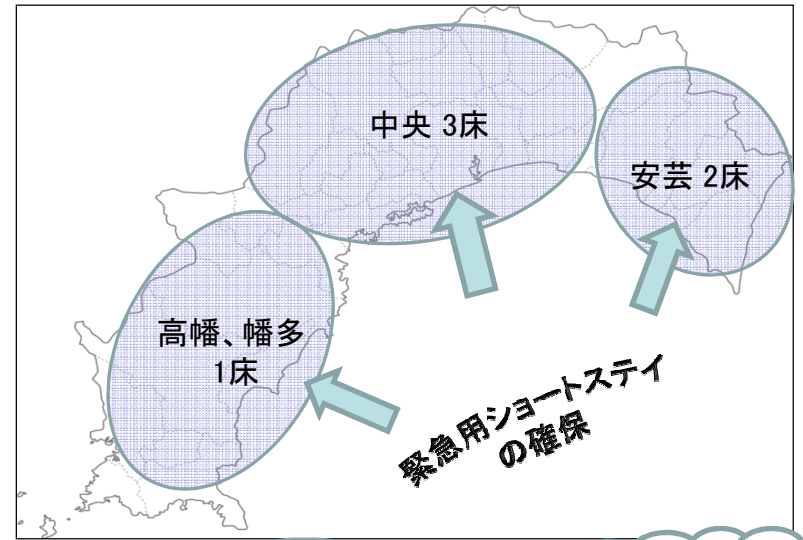 中央 3床
安芸 2床
高幡、幡多
1床
緊急用ショートステイ
の確保